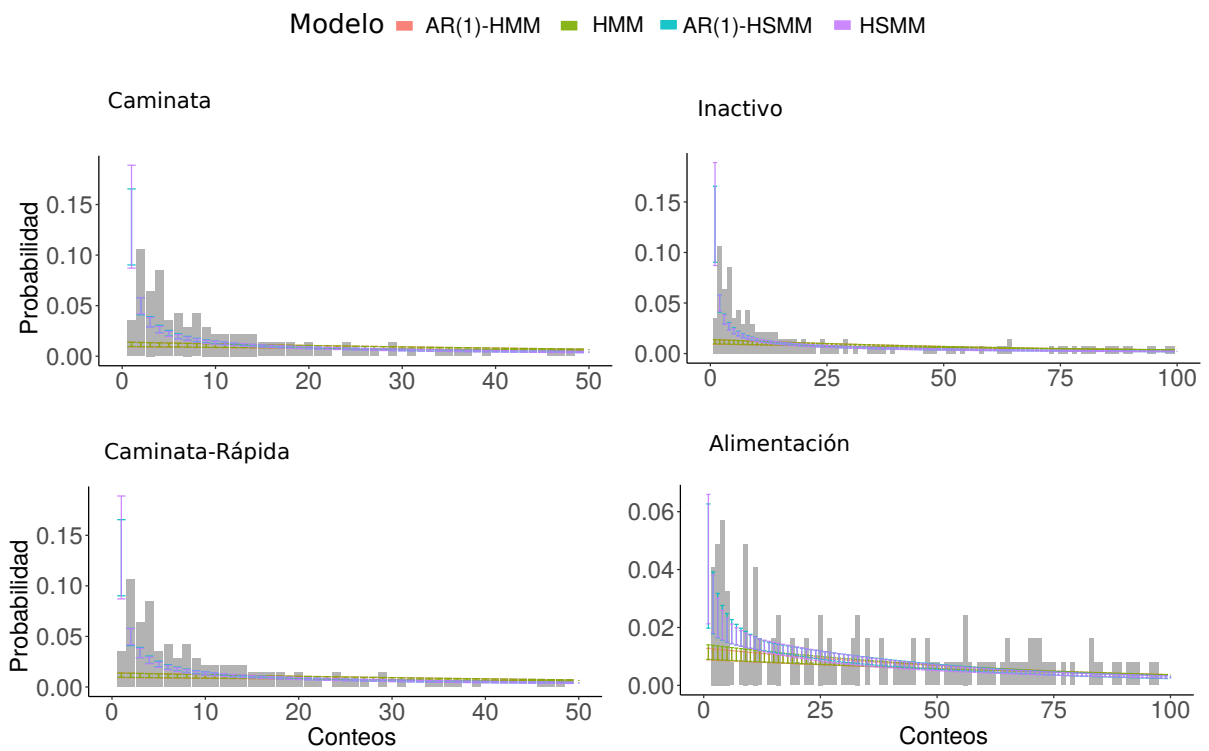 Modelo AR(1)-HMM HMM AR(1)-HSMM HSMM
Caminata
Inactivo
Probabilidad
0.15
0.10
0.05
0.00
0 10 20 30 40 50
0.15
0.10
0.05
0.00
0 25 50 75 100
Caminata-Rápida
Alimentación
Probabilidad
0.15
0.10
0.05
0.00
0 10 20 30 40 50
Conteos
0.06
0.04
0.02
0.00
0 25 50 75 100
Conteos